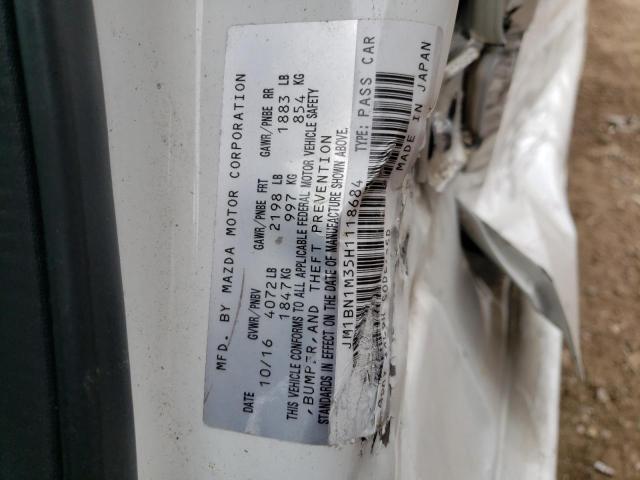 MFD. BY MAZDA MOTOR CORPORATION
DATE GVWR/PNBV GAWR/PNBE FRT GAWR/PNBE RR
10/16 4072 LB 2198 LB 1883 LB
1847 KG 997 KG 854 KG
THIS VEHICLE CONFORMS TO ALL APPLICABLE FEDERAL MOTOR VEHICLE SAFETY
,BUMPER,AND THEFT PREVENTION
STANDARDS IN EFFECT ON THE DATE OF MANUFACTURE SHOWN ABOVE.
JM1BN1M35H1118684 TYPE: PASS CAR
MADE IN JAPAN